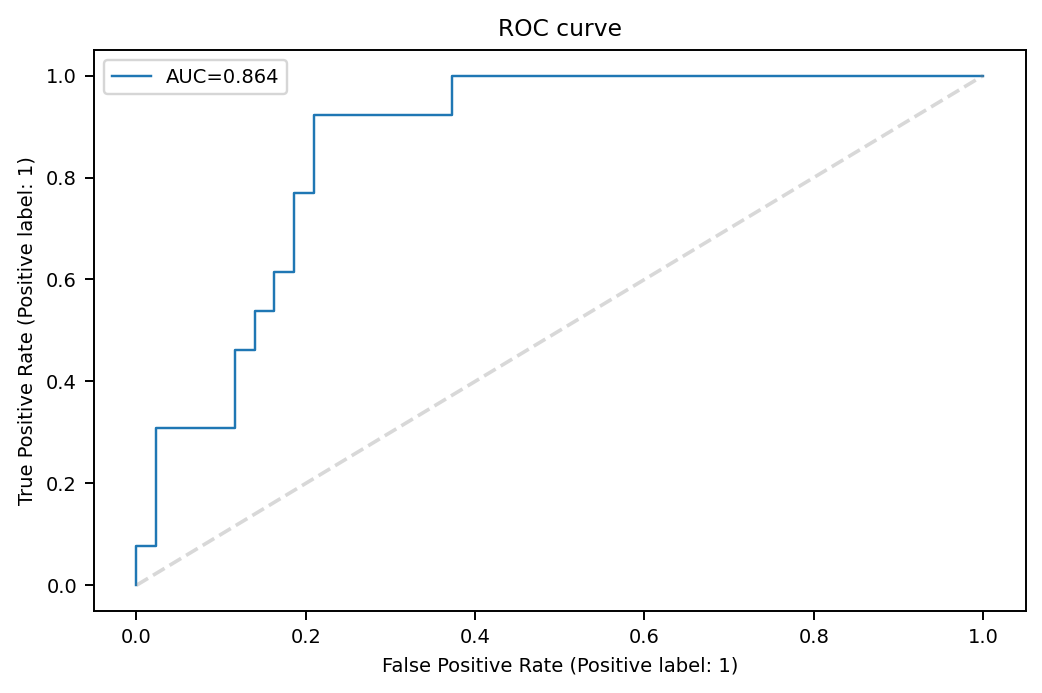 ROC curve
AUC=0.864
True Positive Rate (Positive label: 1)
1.0
0.8
0.6
0.4
0.2
0.0
0.0 0.2 0.4 0.6 0.8 1.0
False Positive Rate (Positive label: 1)